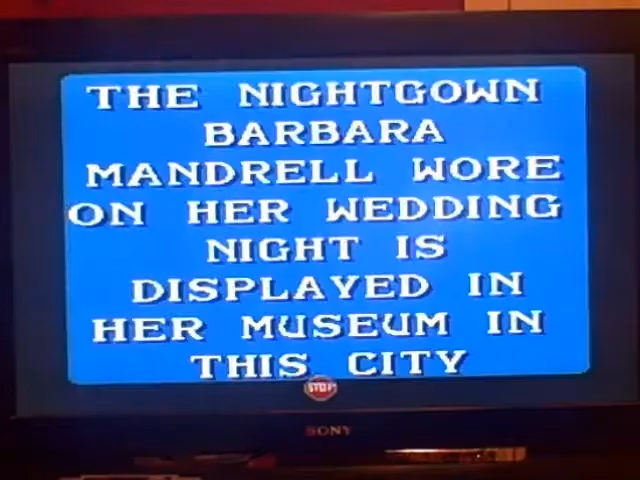 THE NIGHTGOWN
BARBARA
MANDRELL WORE
ON HER WEDDING
NIGHT IS
DISPLAYED IN
HER MUSEUM IN
THIS CITY
STOP
SONY